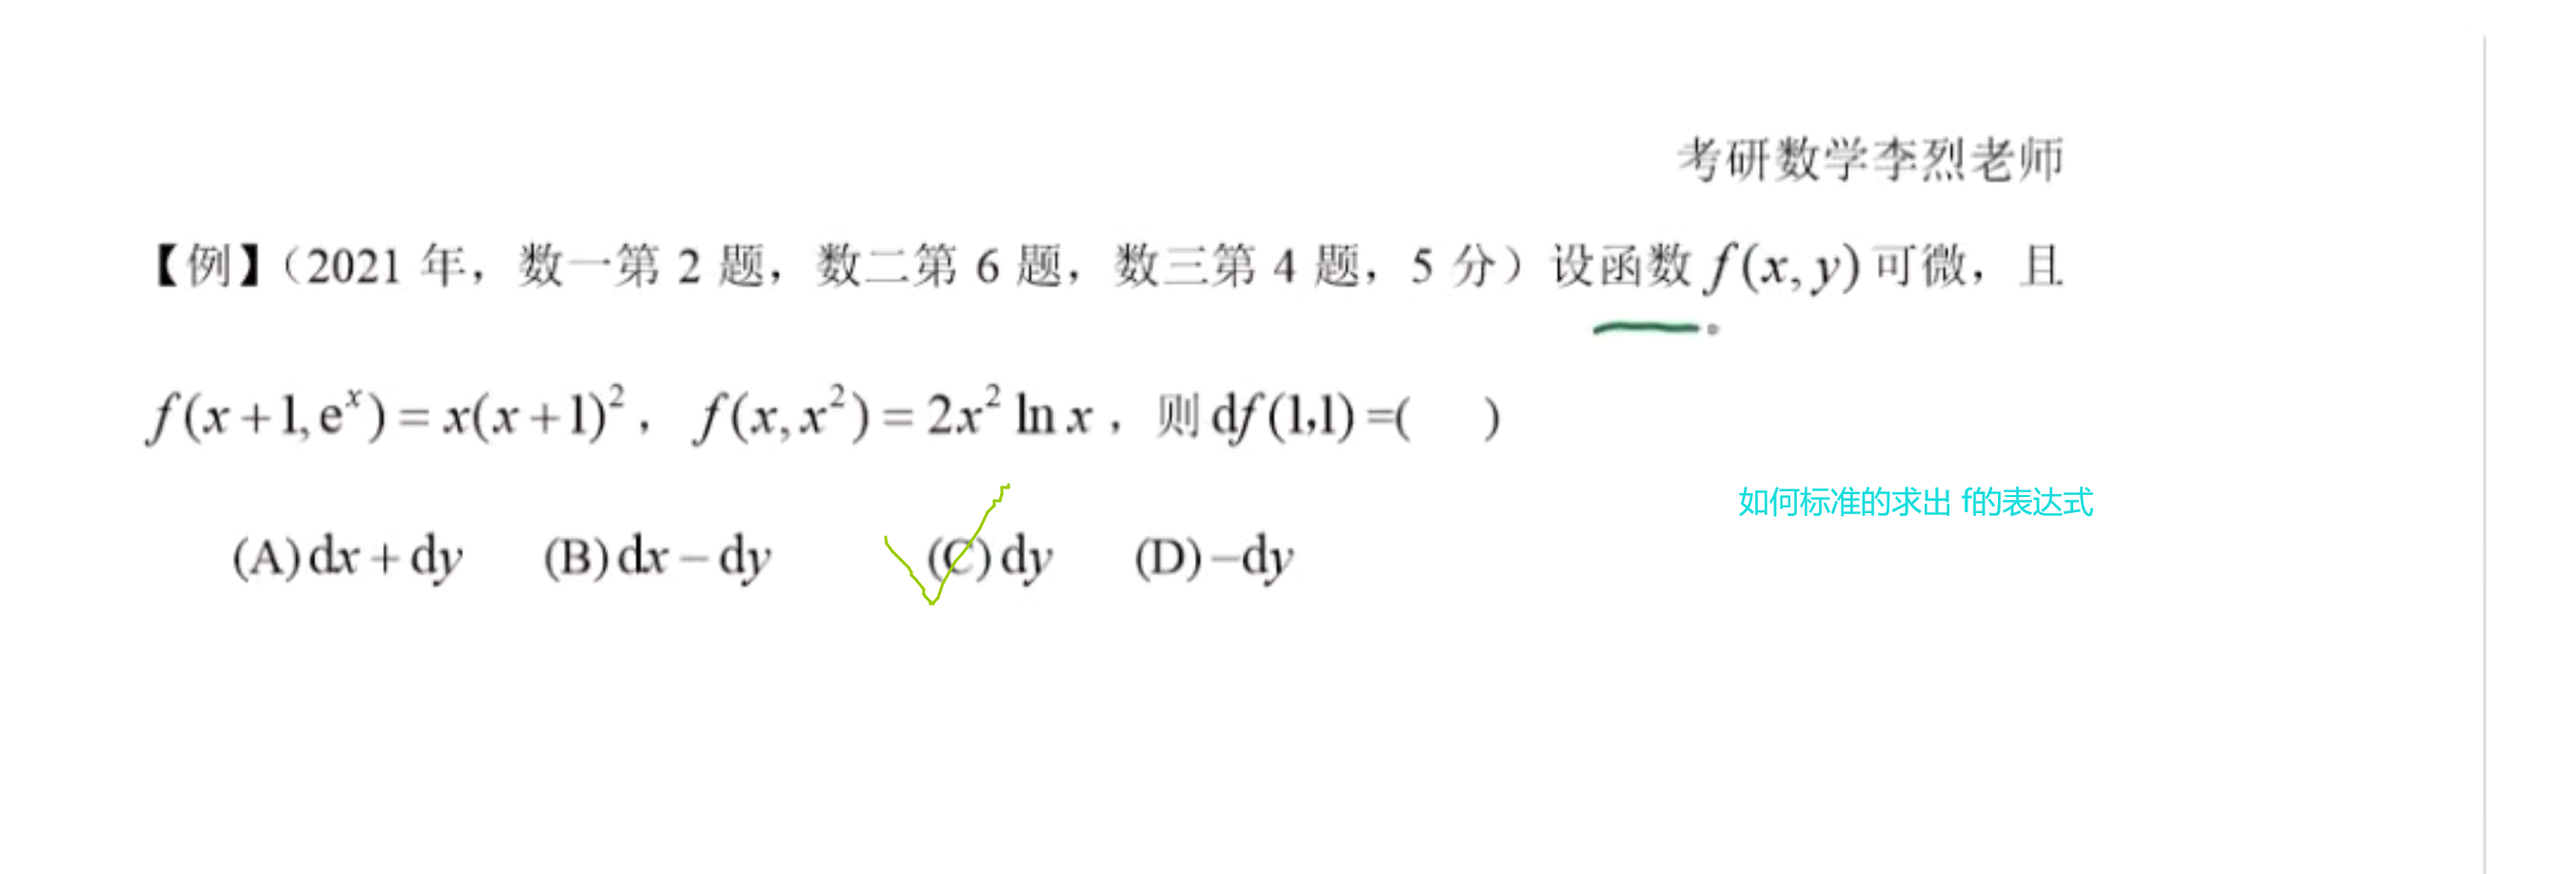 考研数学李烈老师
【例】（2021 年，数一第 2 题，数二第 6 题，数三第 4 题，5 分）设函数 f(x, y) 可微，且
f(x+1, eˣ) = x(x+1)²，f(x, x²) = 2x² ln x，则 df(1,1) =( )
如何标准的求出 f的表达式
(A) dx + dy (B) dx − dy (C) dy (D) −dy